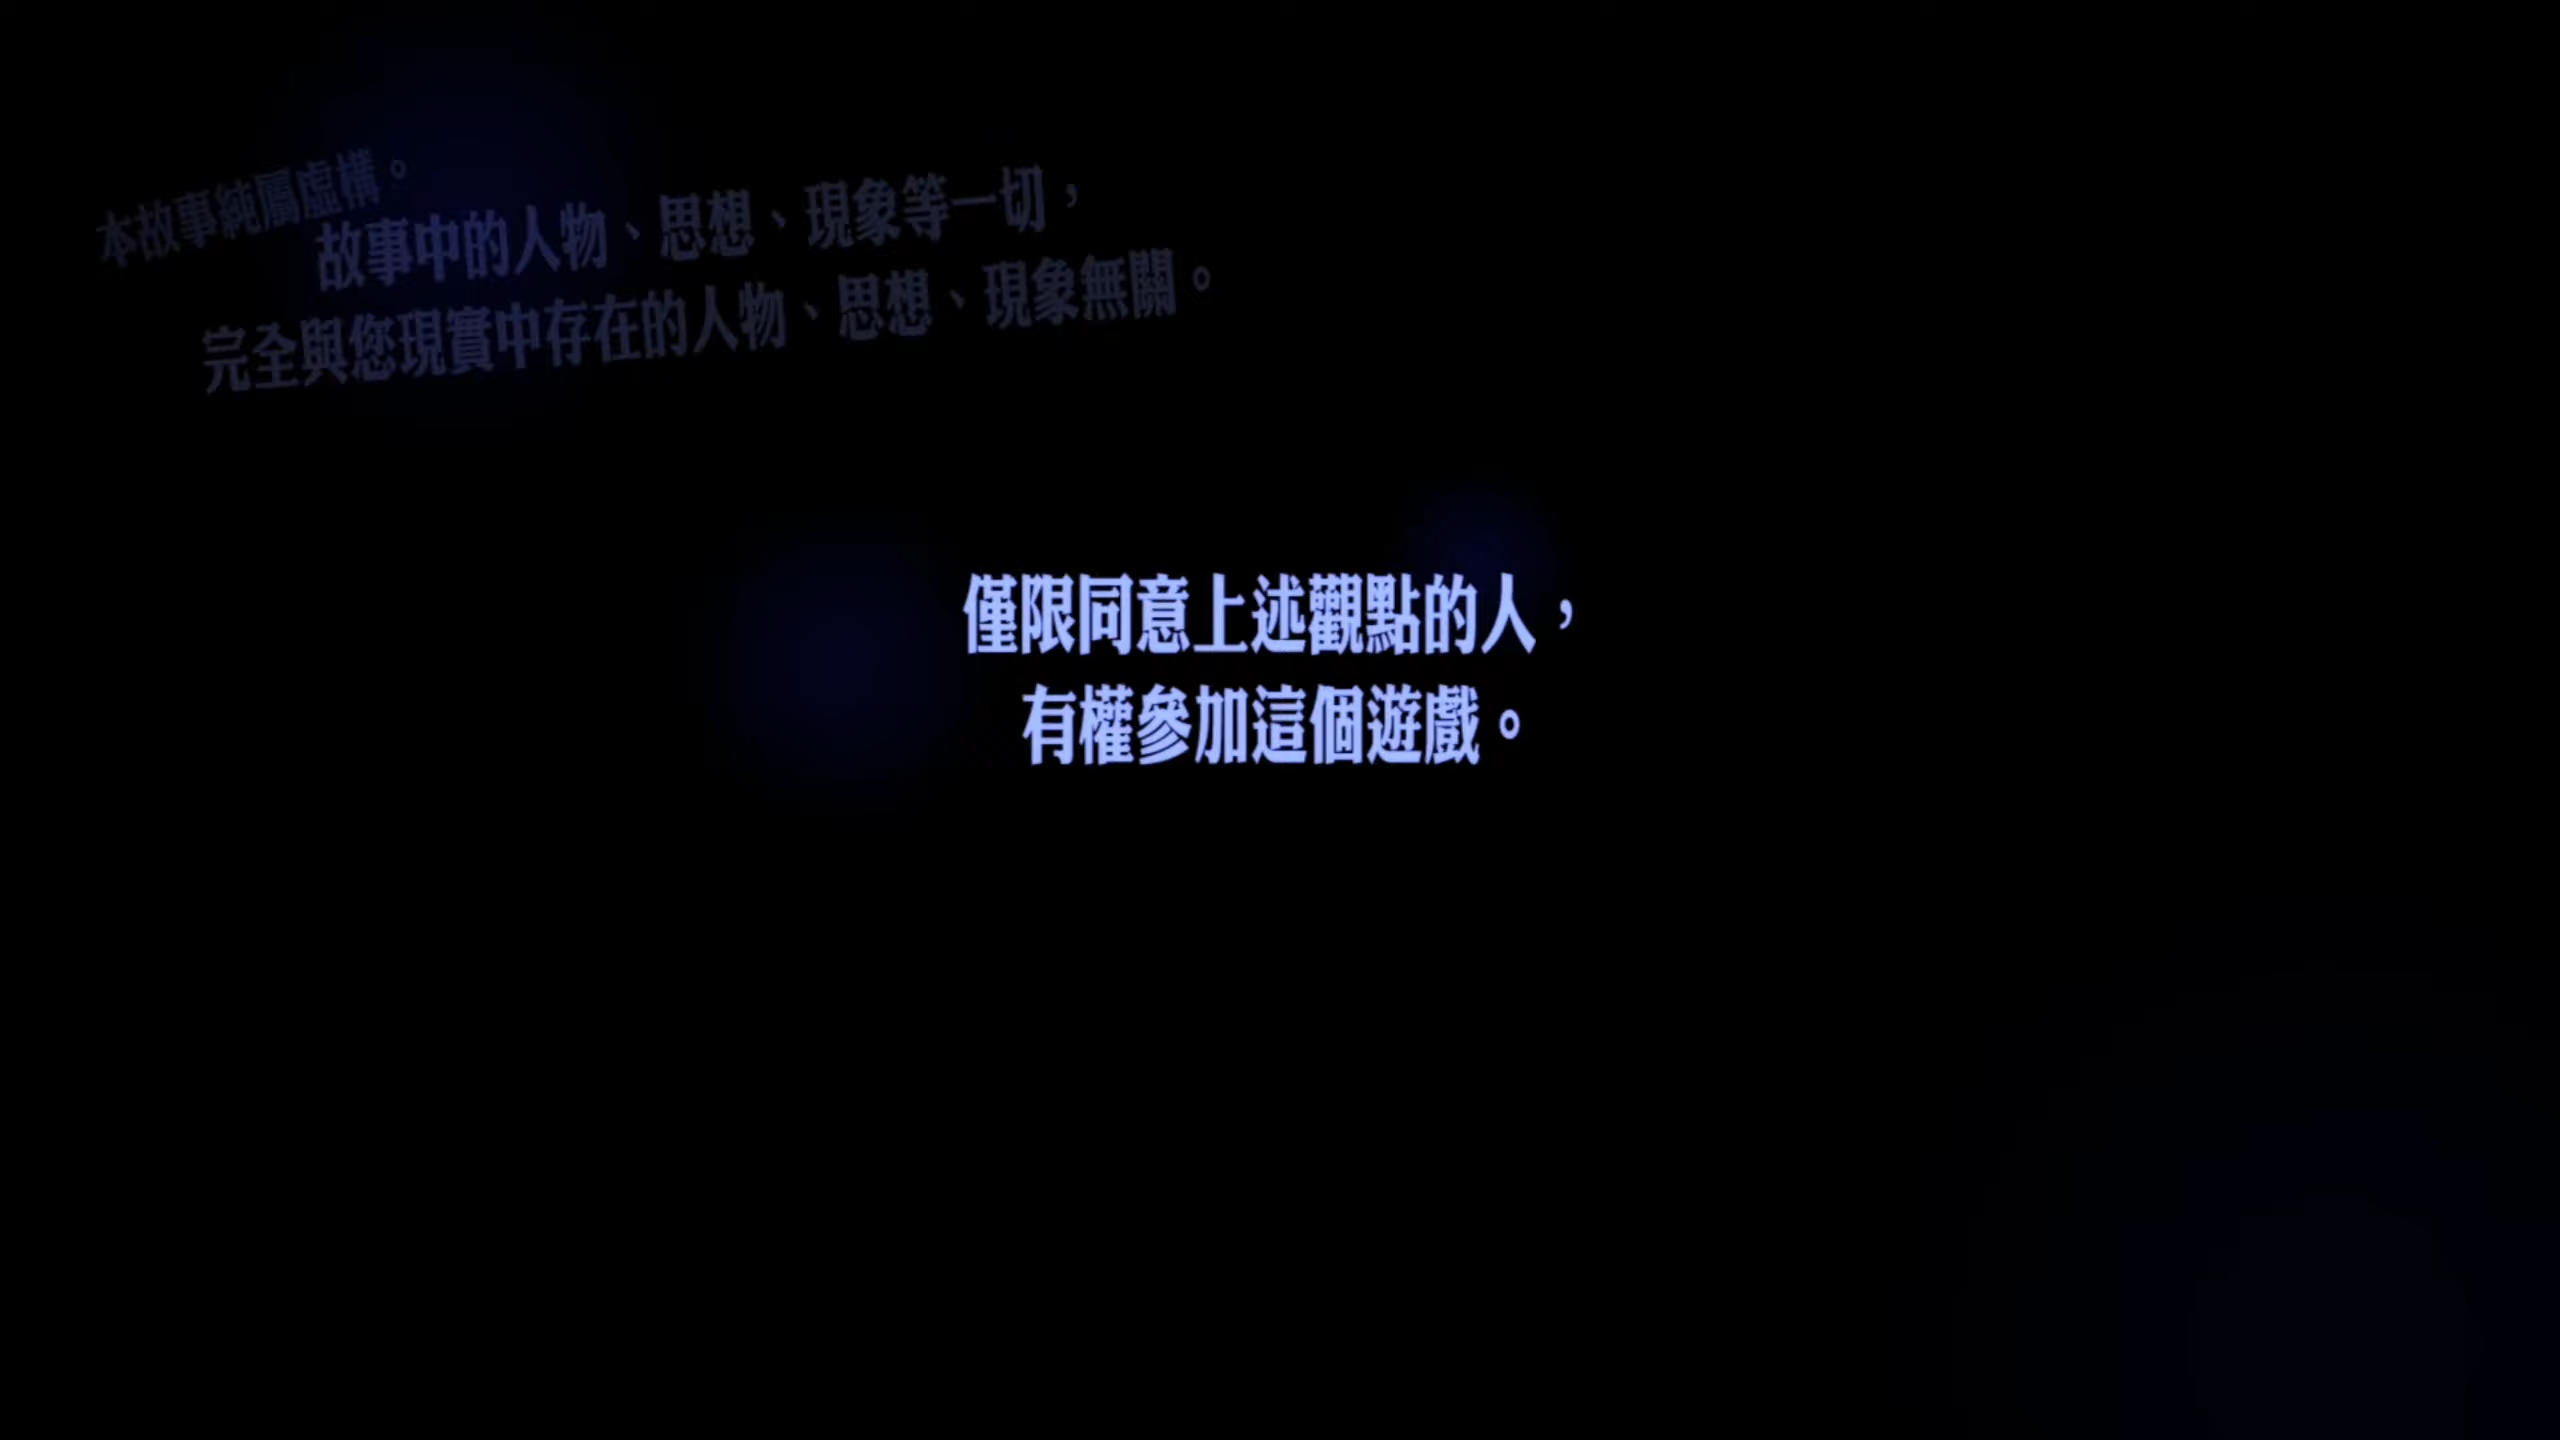 本故事純屬虛構。
故事中的人物、思想、現象等一切，
完全與您現實中存在的人物、思想、現象無關。
僅限同意上述觀點的人，
有權參加這個遊戲。